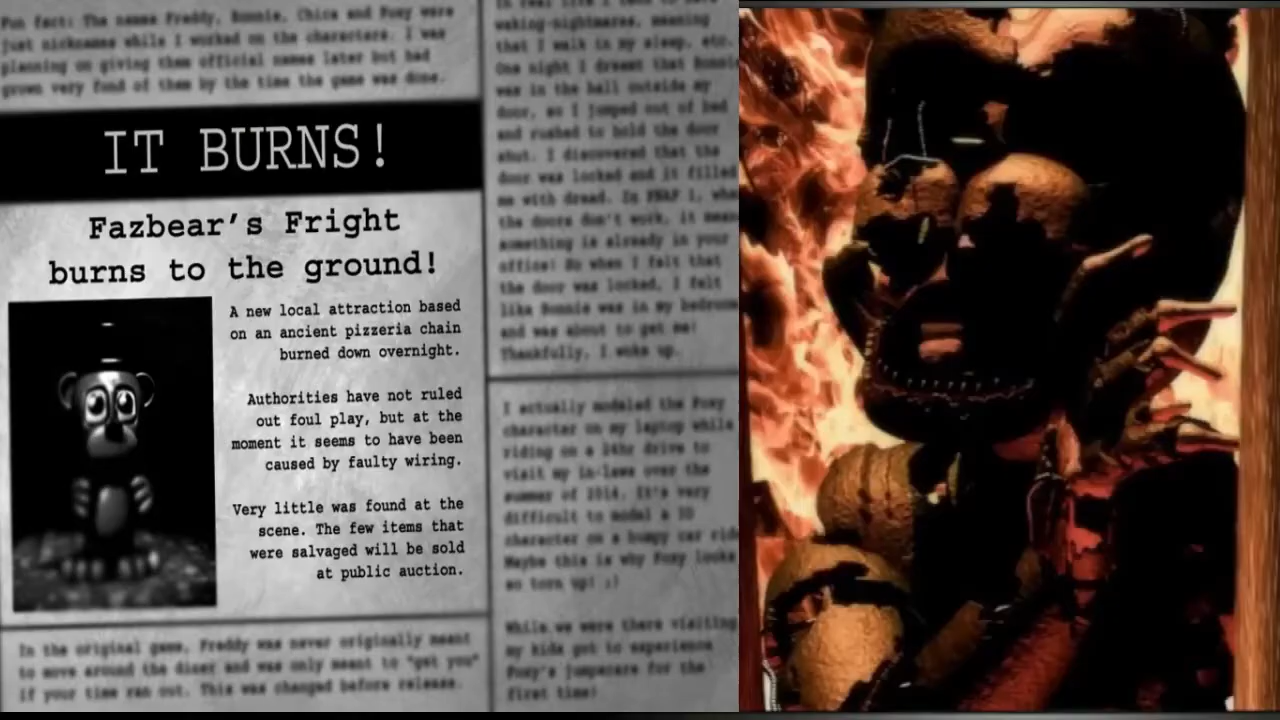 Fun fact: The names Freddy, Bonnie, Chica and Foxy were
just nicknames while I worked on the characters. I was
planning on giving them official names later but had
grown very fond of them by the time the game was done.
IT BURNS!
Fazbear's Fright
burns to the ground!
A new local attraction based
on an ancient pizzeria chain
burned down overnight.
Authorities have not ruled
out foul play, but at the
moment it seems to have been
caused by faulty wiring.
Very little was found at the
scene. The few items that
were salvaged will be sold
at public auction.
In the original game, Freddy was never originally meant
to move around the diner and was only meant to "get you"
if your time ran out. This was changed before release.
In real life I tend to have
waking-nightmares, meaning
that I walk in my sleep, etc.
One night I dreamt that Bonnie
was in the hall outside my
door, so I jumped out of bed
and rushed to hold the door
shut. I discovered that the
door was locked and it filled
me with dread. In FNAF 1, when
the doors don't work, it means
something is already in your
office! So when I felt that
the door was locked, I felt
like Bonnie was in my bedroom
and was about to get me!
Thankfully, I woke up.
I actually modeled the Foxy
character on my laptop while
riding on a 24hr drive to
visit my in-laws over the
summer of 2014. It's very
difficult to model a 3D
character on a bumpy car ride
Maybe this is why Foxy looks
so torn up! ;)
While we were there visiting
my kids got to experience
Foxy's jumpscare for the
first time!